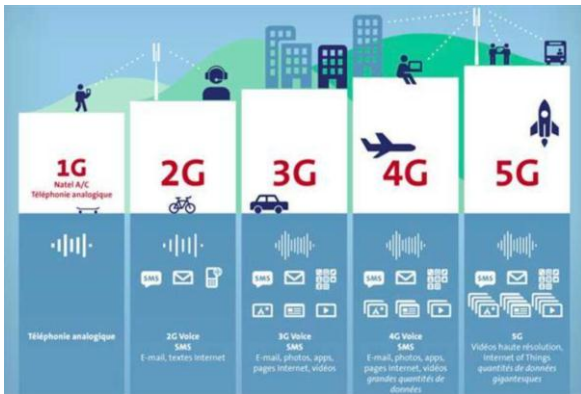 1G
Natel A/C
Téléphonie analogique
2G
3G
4G
5G
SMS
SMS
SMS
SMS
Téléphonie analogique
2G Voice
SMS
E-mail, textes Internet
3G Voice
SMS
E-mail, photos, apps,
pages Internet, vidéos
4G Voice
SMS
E-mail, photos, apps,
pages Internet, vidéos
grandes quantités de
données
5G
Vidéos haute résolution,
Internet of Things
quantités de données
gigantesques